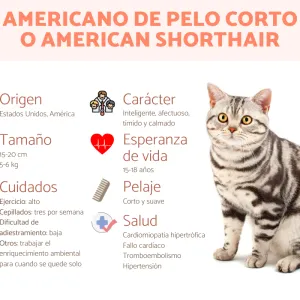 AMERICANO DE PELO CORTO
O AMERICAN SHORTHAIR
Origen
Estados Unidos, América
Tamaño
15-20 cm
5-6 kg
Cuidados
Ejercicio: alto
Cepillados: tres por semana
Dificultad de
adiestramiento: baja
Otros: trabajar el
enriquecimiento ambiental
para cuando se quede solo
Carácter
Inteligente, afectuoso,
tímido y calmado
Esperanza
de vida
15-18 años
Pelaje
Corto y suave
Salud
Cardiomiopatía hipertrófica
Fallo cardíaco
Tromboembolismo
Hipertensión